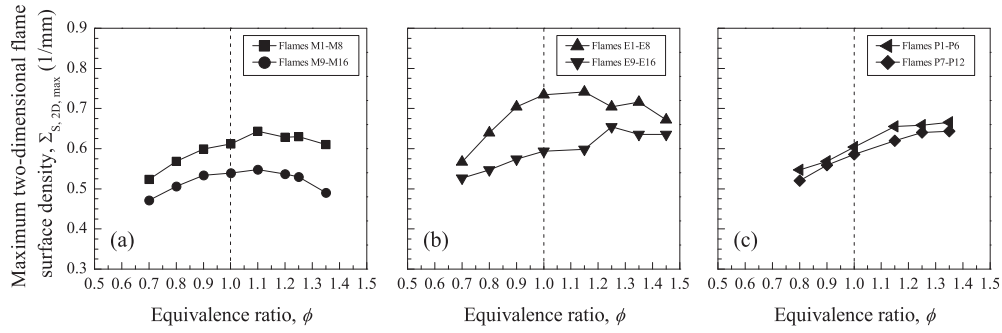 Maximum two-dimensional flame
surface density, Σ_S, 2D, max (1/mm)
0.9
0.8
0.7
0.6
0.5
0.4
0.3
Flames M1-M8
Flames M9-M16
(a)
0.5 0.6 0.7 0.8 0.9 1.0 1.1 1.2 1.3 1.4 1.5
Equivalence ratio, ϕ
Flames E1-E8
Flames E9-E16
(b)
0.5 0.6 0.7 0.8 0.9 1.0 1.1 1.2 1.3 1.4 1.5
Equivalence ratio, ϕ
Flames P1-P6
Flames P7-P12
(c)
0.5 0.6 0.7 0.8 0.9 1.0 1.1 1.2 1.3 1.4 1.5
Equivalence ratio, ϕ